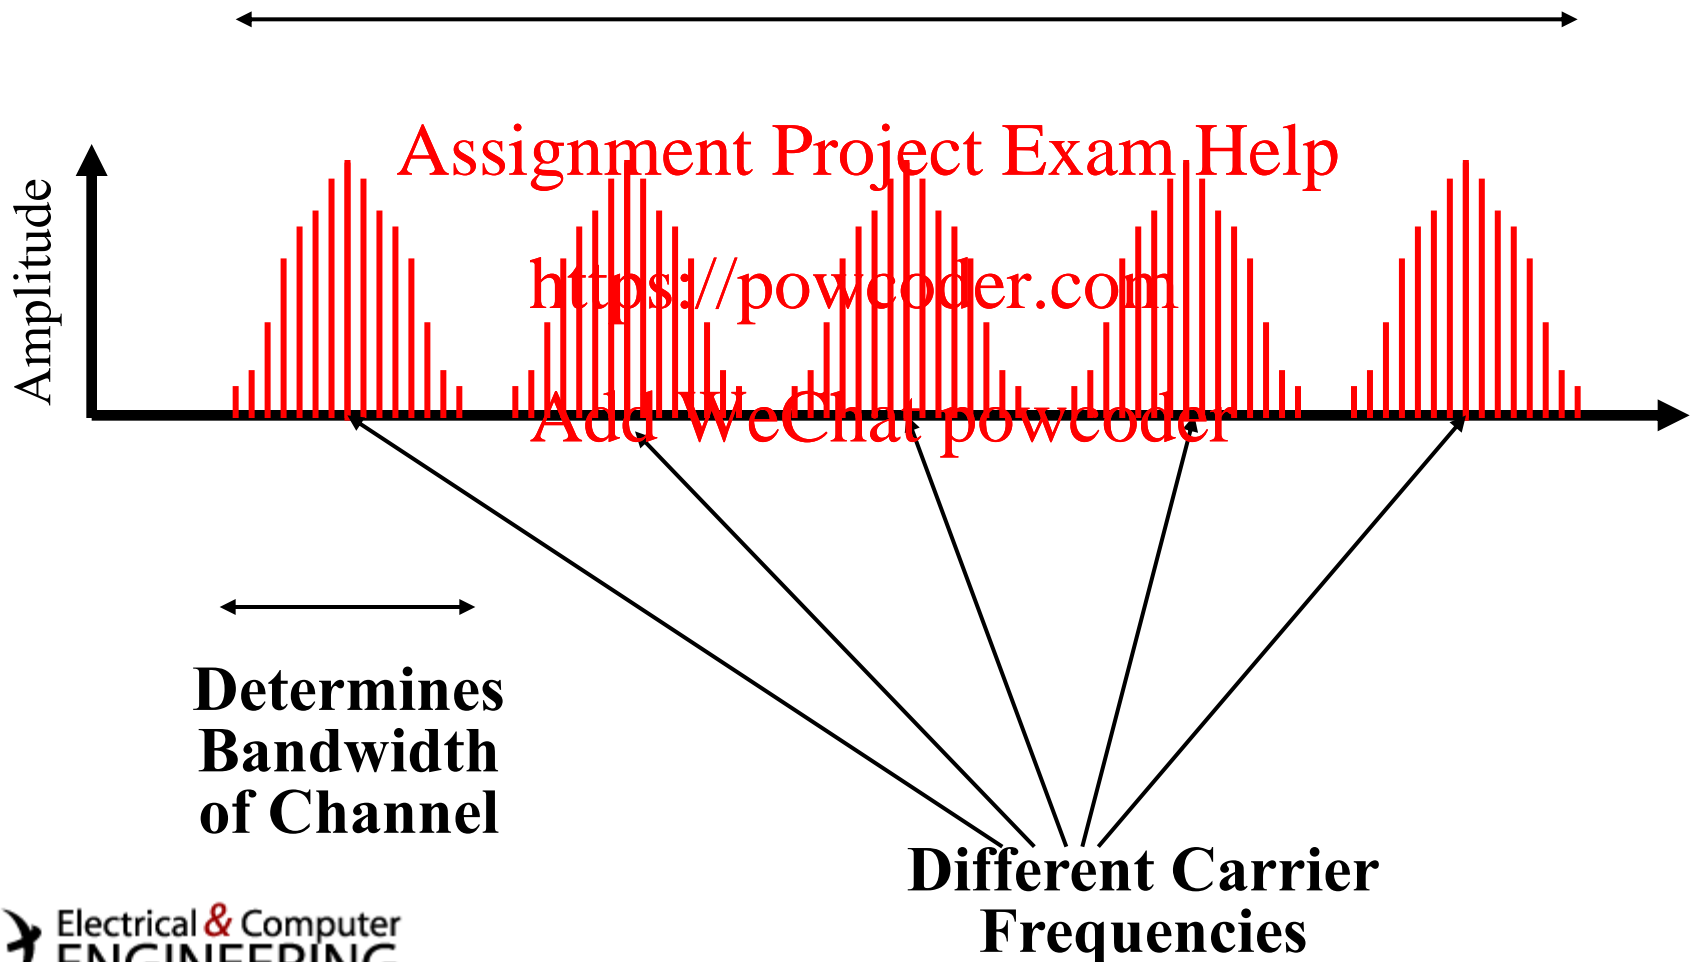 Assignment Project Exam Help
Amplitude
https://powcoder.com
Add WeChat powcoder
Determines
Bandwidth
of Channel
Different Carrier
Frequencies
Electrical & Computer
ENGINEERING